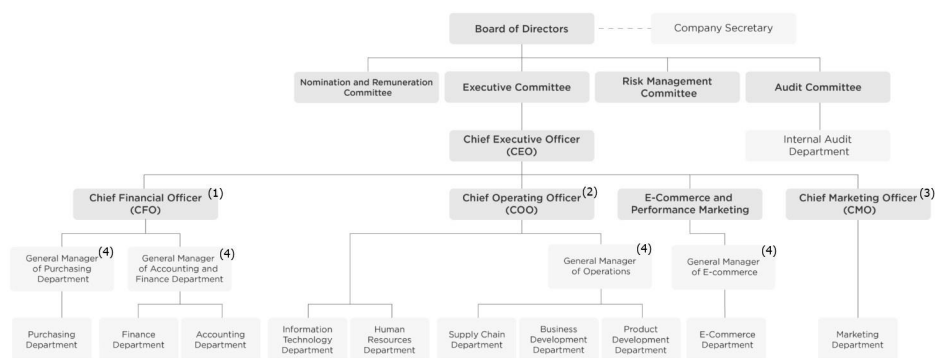 Board of Directors
Company Secretary
Nomination and Remuneration
Committee
Executive Committee
Risk Management
Committee
Audit Committee
Chief Executive Officer
(CEO)
Internal Audit
Department
Chief Financial Officer (1)
(CFO)
Chief Operating Officer (2)
(COO)
E-Commerce and
Performance Marketing
Chief Marketing Officer (3)
(CMO)
General Manager (4)
of Purchasing
Department
General Manager (4)
of Accounting and
Finance Department
General Manager (4)
of Operations
General Manager (4)
of E-commerce
Purchasing
Department
Finance
Department
Accounting
Department
Information
Technology Department
Human
Resources Department
Supply Chain
Department
Business
Development Department
Product
Development Department
E-Commerce
Department
Marketing
Department